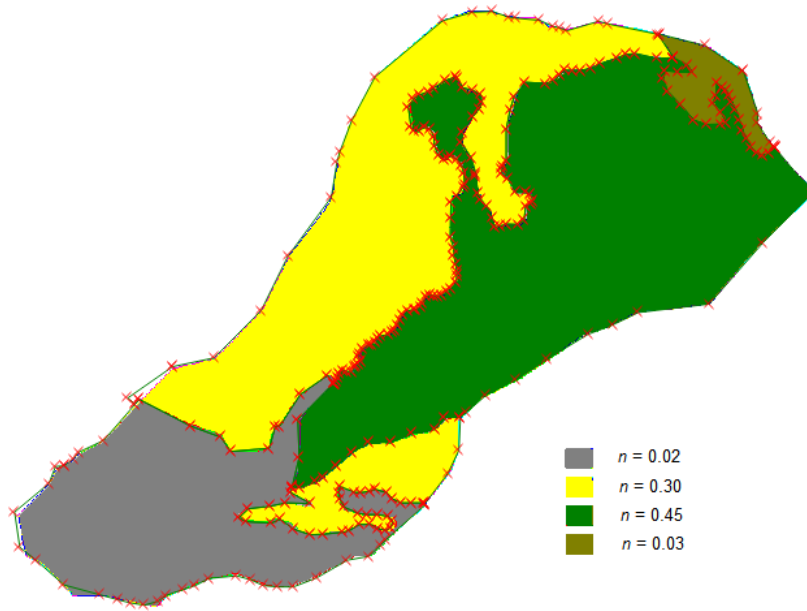 n = 0.02
n = 0.30
n = 0.45
n = 0.03